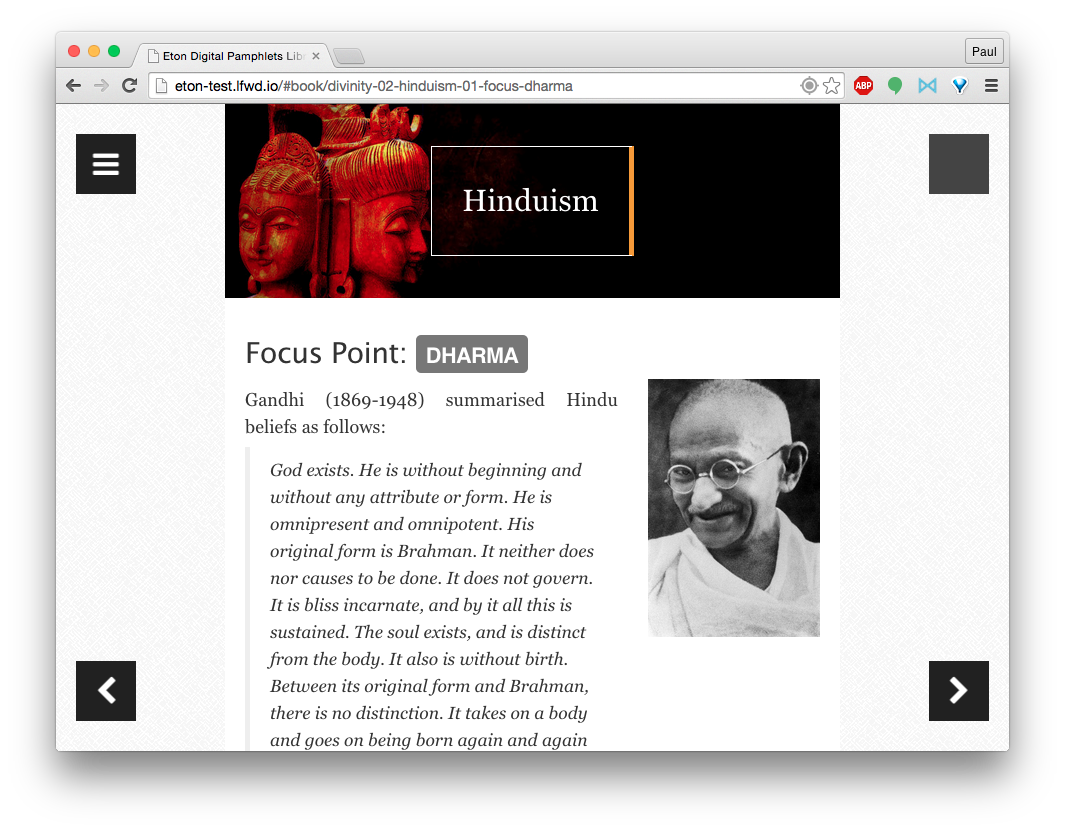 Eton Digital Pamphlets Lib
Paul
eton-test.lfwd.io/#book/divinity-02-hinduism-01-focus-dharma
ABP
Hinduism
Focus Point: DHARMA
Gandhi (1869-1948) summarised Hindu
beliefs as follows:
God exists. He is without beginning and
without any attribute or form. He is
omnipresent and omnipotent. His
original form is Brahman. It neither does
nor causes to be done. It does not govern.
It is bliss incarnate, and by it all this is
sustained. The soul exists, and is distinct
from the body. It also is without birth.
Between its original form and Brahman,
there is no distinction. It takes on a body
and goes on being born again and again